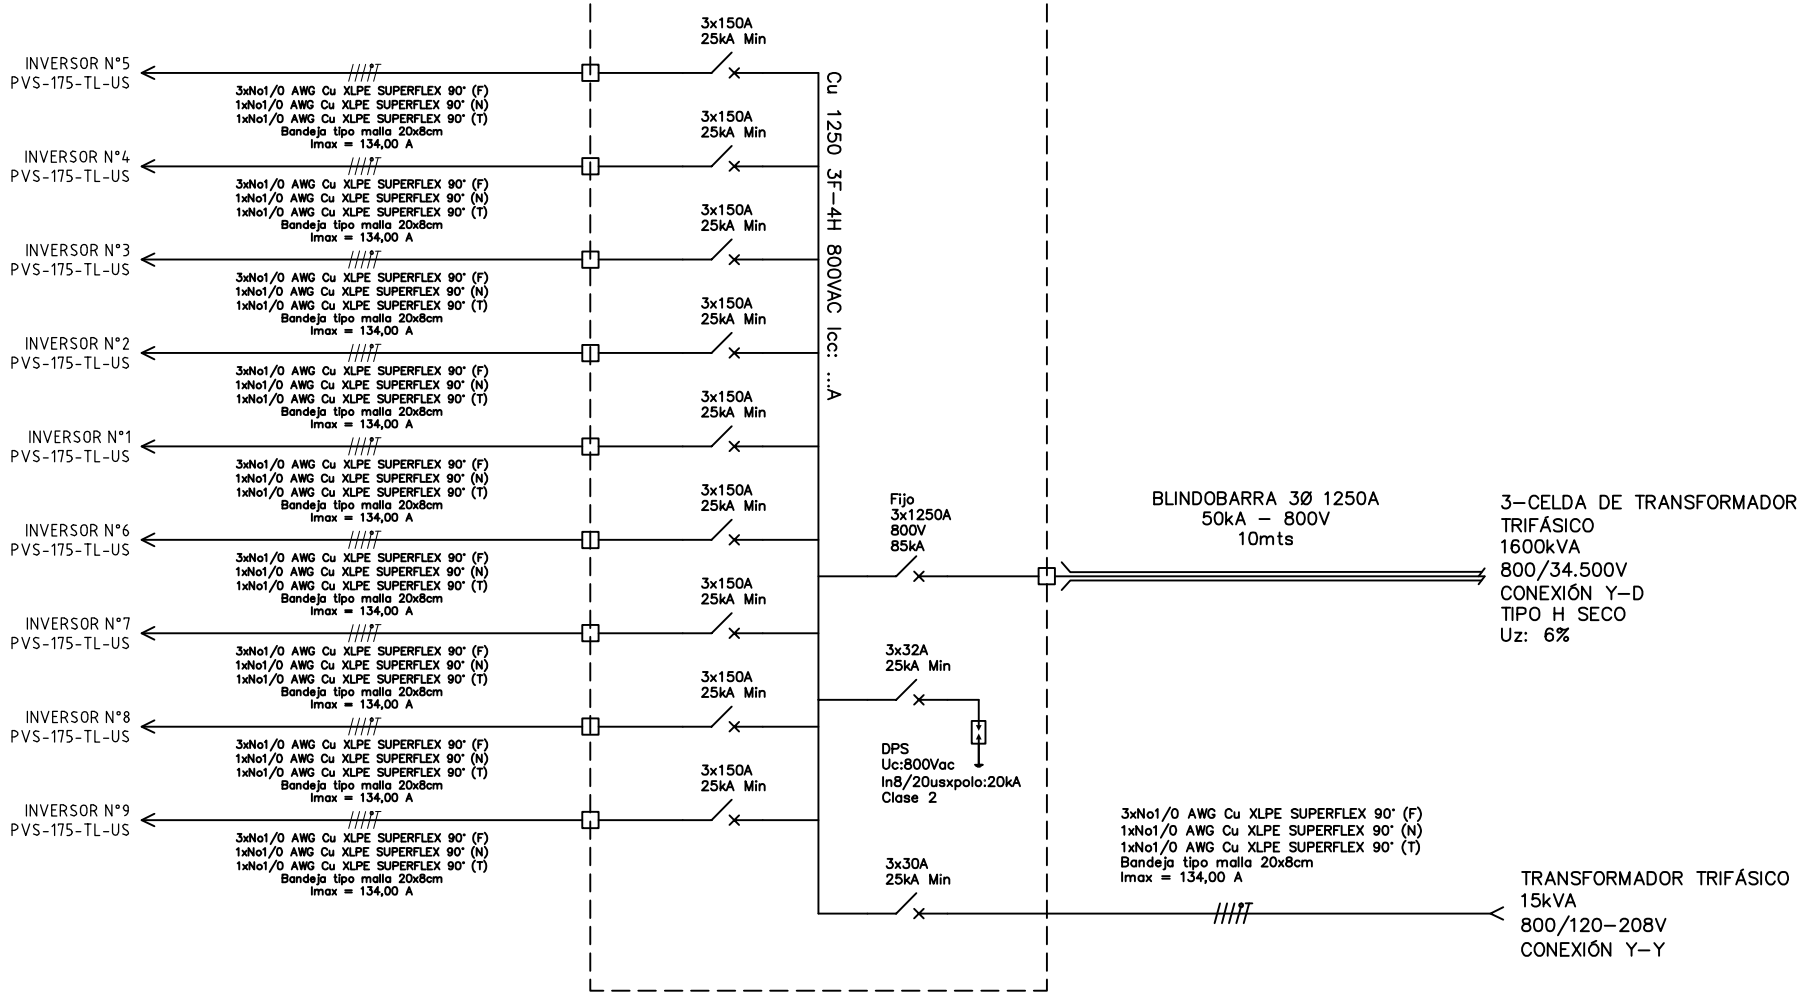 INVERSOR N°5
PVS-175-TL-US
3xNo1/0 AWG Cu XLPE SUPERFLEX 90° (F)
1xNo1/0 AWG Cu XLPE SUPERFLEX 90° (N)
1xNo1/0 AWG Cu XLPE SUPERFLEX 90° (T)
Bandeja tipo malla 20x8cm
Imax = 134,00 A
3x150A
25kA Min
INVERSOR N°4
PVS-175-TL-US
3xNo1/0 AWG Cu XLPE SUPERFLEX 90° (F)
1xNo1/0 AWG Cu XLPE SUPERFLEX 90° (N)
1xNo1/0 AWG Cu XLPE SUPERFLEX 90° (T)
Bandeja tipo malla 20x8cm
Imax = 134,00 A
3x150A
25kA Min
INVERSOR N°3
PVS-175-TL-US
3xNo1/0 AWG Cu XLPE SUPERFLEX 90° (F)
1xNo1/0 AWG Cu XLPE SUPERFLEX 90° (N)
1xNo1/0 AWG Cu XLPE SUPERFLEX 90° (T)
Bandeja tipo malla 20x8cm
Imax = 134,00 A
3x150A
25kA Min
INVERSOR N°2
PVS-175-TL-US
3xNo1/0 AWG Cu XLPE SUPERFLEX 90° (F)
1xNo1/0 AWG Cu XLPE SUPERFLEX 90° (N)
1xNo1/0 AWG Cu XLPE SUPERFLEX 90° (T)
Bandeja tipo malla 20x8cm
Imax = 134,00 A
3x150A
25kA Min
INVERSOR N°1
PVS-175-TL-US
3xNo1/0 AWG Cu XLPE SUPERFLEX 90° (F)
1xNo1/0 AWG Cu XLPE SUPERFLEX 90° (N)
1xNo1/0 AWG Cu XLPE SUPERFLEX 90° (T)
Bandeja tipo malla 20x8cm
Imax = 134,00 A
3x150A
25kA Min
INVERSOR N°6
PVS-175-TL-US
3xNo1/0 AWG Cu XLPE SUPERFLEX 90° (F)
1xNo1/0 AWG Cu XLPE SUPERFLEX 90° (N)
1xNo1/0 AWG Cu XLPE SUPERFLEX 90° (T)
Bandeja tipo malla 20x8cm
Imax = 134,00 A
3x150A
25kA Min
INVERSOR N°7
PVS-175-TL-US
3xNo1/0 AWG Cu XLPE SUPERFLEX 90° (F)
1xNo1/0 AWG Cu XLPE SUPERFLEX 90° (N)
1xNo1/0 AWG Cu XLPE SUPERFLEX 90° (T)
Bandeja tipo malla 20x8cm
Imax = 134,00 A
3x150A
25kA Min
INVERSOR N°8
PVS-175-TL-US
3xNo1/0 AWG Cu XLPE SUPERFLEX 90° (F)
1xNo1/0 AWG Cu XLPE SUPERFLEX 90° (N)
1xNo1/0 AWG Cu XLPE SUPERFLEX 90° (T)
Bandeja tipo malla 20x8cm
Imax = 134,00 A
3x150A
25kA Min
INVERSOR N°9
PVS-175-TL-US
3xNo1/0 AWG Cu XLPE SUPERFLEX 90° (F)
1xNo1/0 AWG Cu XLPE SUPERFLEX 90° (N)
1xNo1/0 AWG Cu XLPE SUPERFLEX 90° (T)
Bandeja tipo malla 20x8cm
Imax = 134,00 A
3x150A
25kA Min
Cu 1250 3F-4H 800VAC Icc: ...A
Fijo
3x1250A
800V
85kA
BLINDOBARRA 3Ø 1250A
50kA - 800V
10mts
3-CELDA DE TRANSFORMADOR
TRIFÁSICO
1600kVA
800/34.500V
CONEXIÓN Y-D
TIPO H SECO
Uz: 6%
3x32A
25kA Min
DPS
Uc:800Vac
In8/20usxpolo:20kA
Clase 2
3x30A
25kA Min
3xNo1/0 AWG Cu XLPE SUPERFLEX 90° (F)
1xNo1/0 AWG Cu XLPE SUPERFLEX 90° (N)
1xNo1/0 AWG Cu XLPE SUPERFLEX 90° (T)
Bandeja tipo malla 20x8cm
Imax = 134,00 A
TRANSFORMADOR TRIFÁSICO
15kVA
800/120-208V
CONEXIÓN Y-Y